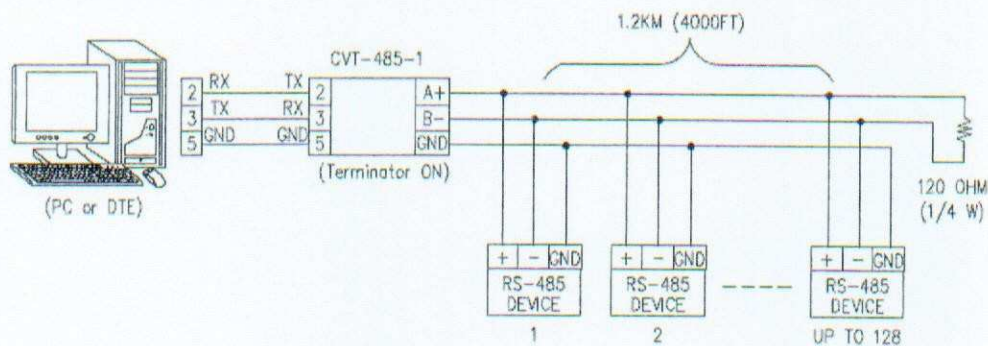 1.2KM (4000FT)
CVT-485-1
2 RX TX 2 A+
3 TX RX 3 B-
5 GND GND 5 GND
(Terminator ON)
(PC or DTE)
120 OHM
(1/4 W)
+ - GND
RS-485
DEVICE
1
+ - GND
RS-485
DEVICE
2
+ - GND
RS-485
DEVICE
UP TO 128